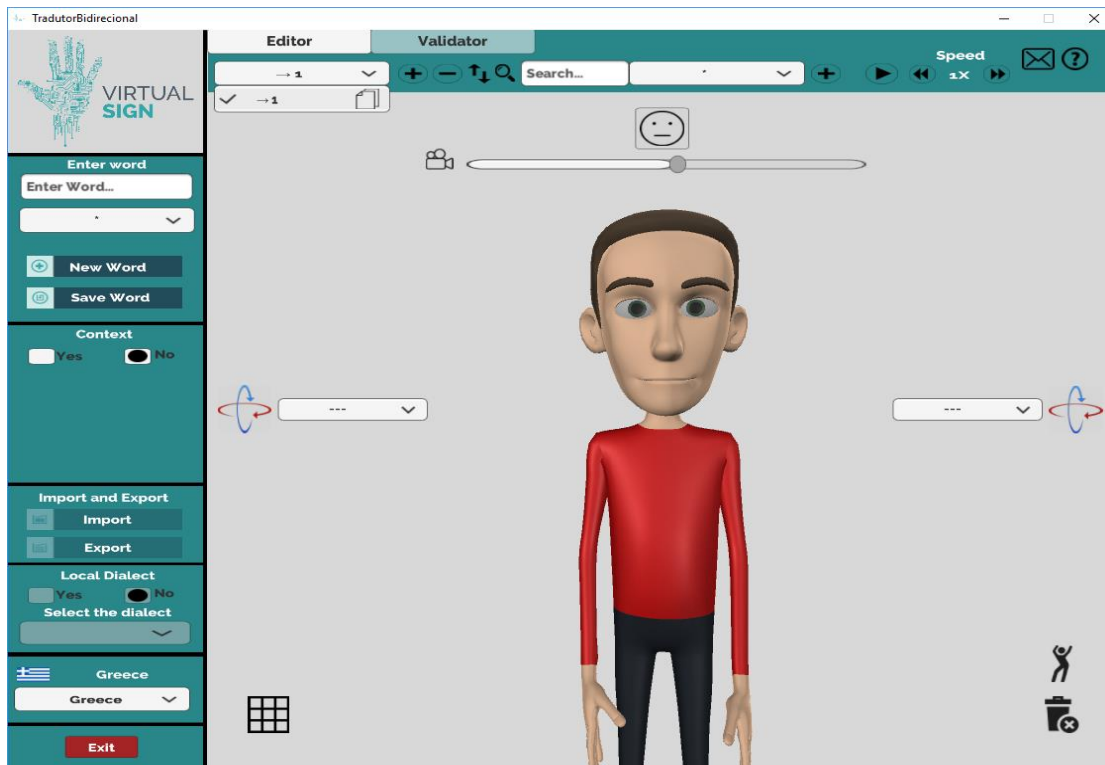 TradutorBidirecional
VIRTUAL
SIGN
Editor
Validator
→ 1
Search...
*
Speed
1X
→1
Enter word
Enter Word...
*
New Word
Save Word
Context
Yes
No
---
---
Import and Export
Import
Export
Local Dialect
Yes
No
Select the dialect
Greece
Greece
Exit